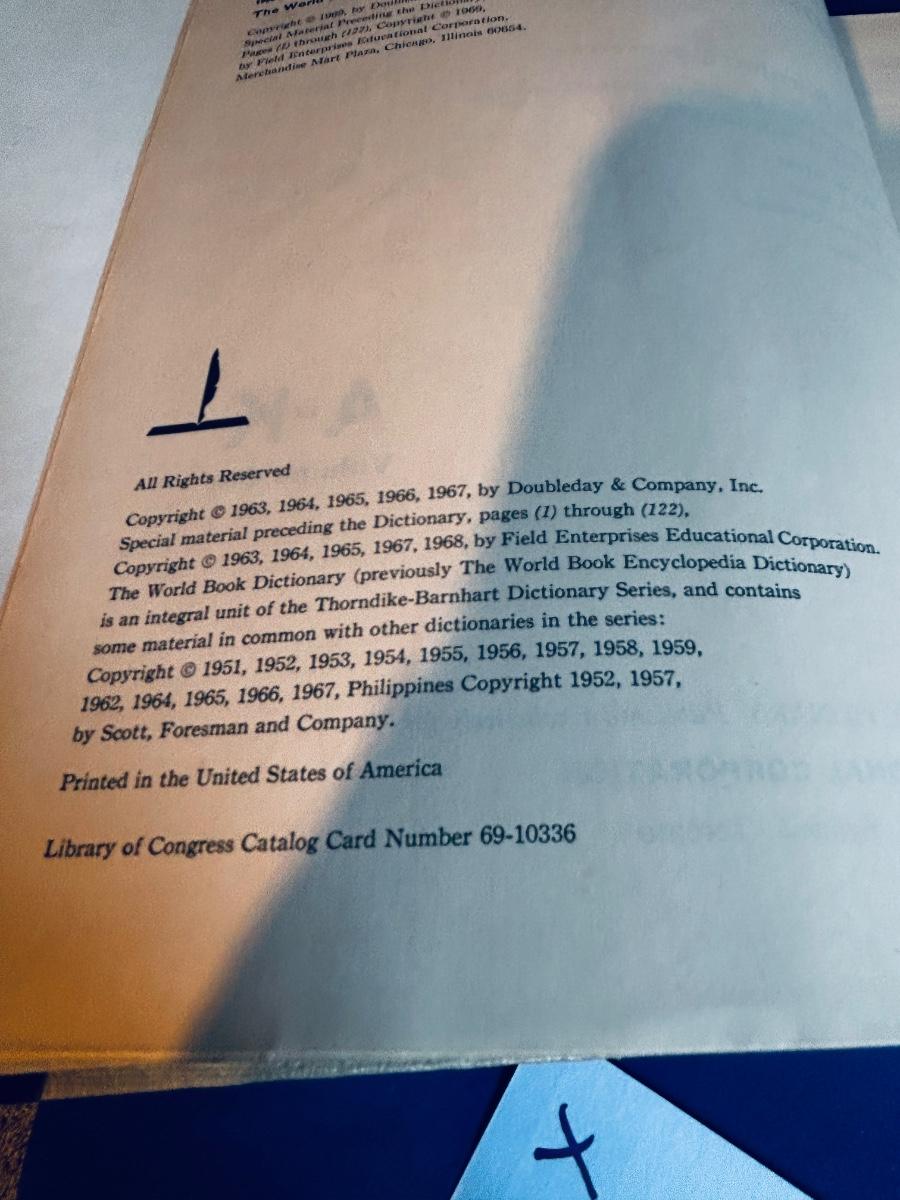 The World
Copyright © 1969, by
Special Material Preceding the Dictionary,
Pages (1) through (122), Copyright © 1969,
by Field Enterprises Educational Corporation,
Merchandise Mart Plaza, Chicago, Illinois 60654.
All Rights Reserved
Copyright © 1963, 1964, 1965, 1966, 1967, by Doubleday & Company, Inc.
Special material preceding the Dictionary, pages (1) through (122),
Copyright © 1963, 1964, 1965, 1967, 1968, by Field Enterprises Educational Corporation.
The World Book Dictionary (previously The World Book Encyclopedia Dictionary)
is an integral unit of the Thorndike-Barnhart Dictionary Series, and contains
some material in common with other dictionaries in the series:
Copyright © 1951, 1952, 1953, 1954, 1955, 1956, 1957, 1958, 1959,
1962, 1964, 1965, 1966, 1967, Philippines Copyright 1952, 1957,
by Scott, Foresman and Company.
Printed in the United States of America
Library of Congress Catalog Card Number 69-10336